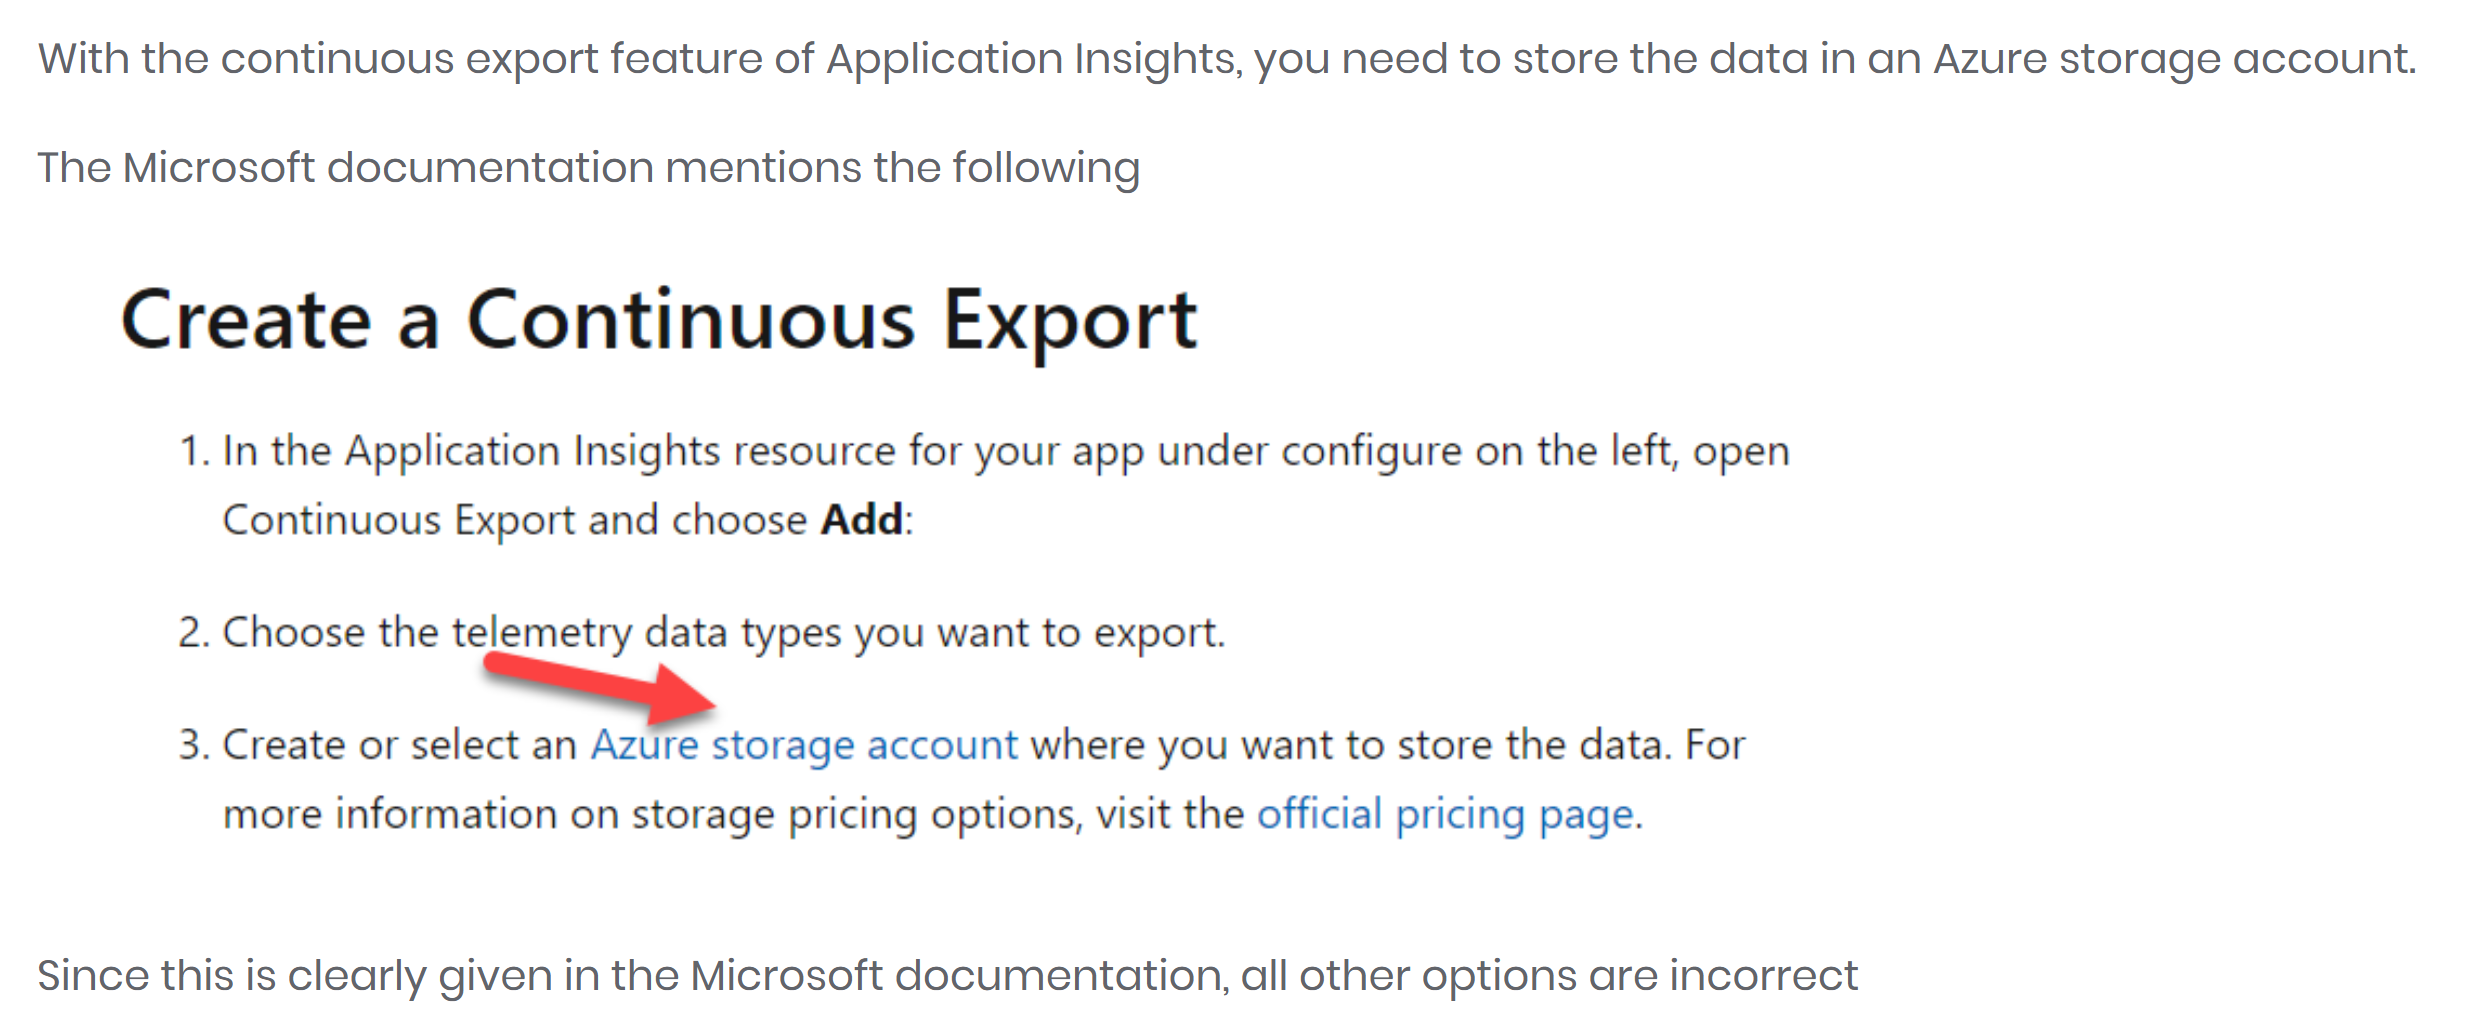 With the continuous export feature of Application Insights, you need to store the data in an Azure storage account.
The Microsoft documentation mentions the following
Create a Continuous Export
1. In the Application Insights resource for your app under configure on the left, open
Continuous Export and choose Add:
2. Choose the telemetry data types you want to export.
3. Create or select an Azure storage account where you want to store the data. For
more information on storage pricing options, visit the official pricing page.
Since this is clearly given in the Microsoft documentation, all other options are incorrect